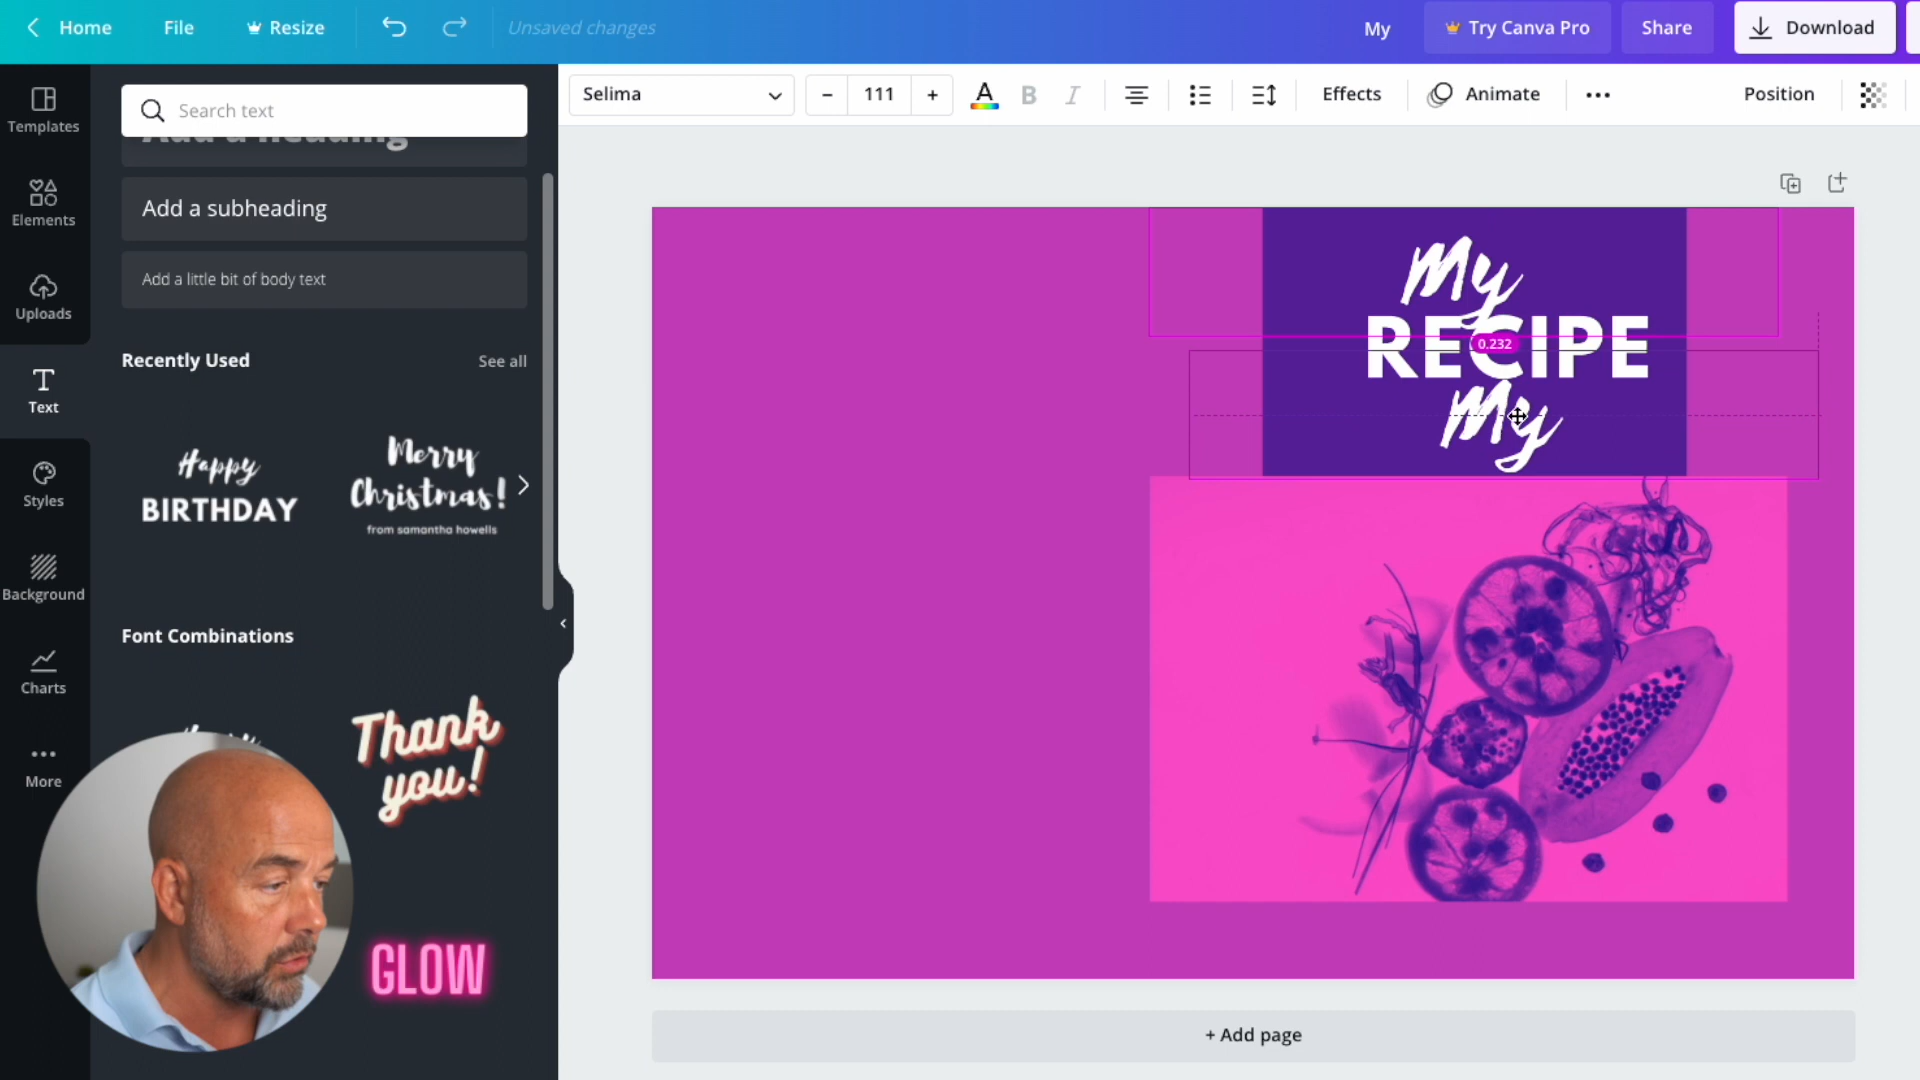 Home File Resize Unsaved changes My Try Canva Pro Share Download
Selima 111 A B I Effects Animate Position
Templates
Elements
Uploads
Text
Styles
Background
Charts
More
Search text
Add a heading
Add a subheading
Add a little bit of body text
Recently Used See all
Happy
BIRTHDAY
Merry
Christmas!
from samantha howells
Font Combinations
Thank
you!
GLOW
My
RECIPE
0.232
My
+ Add page